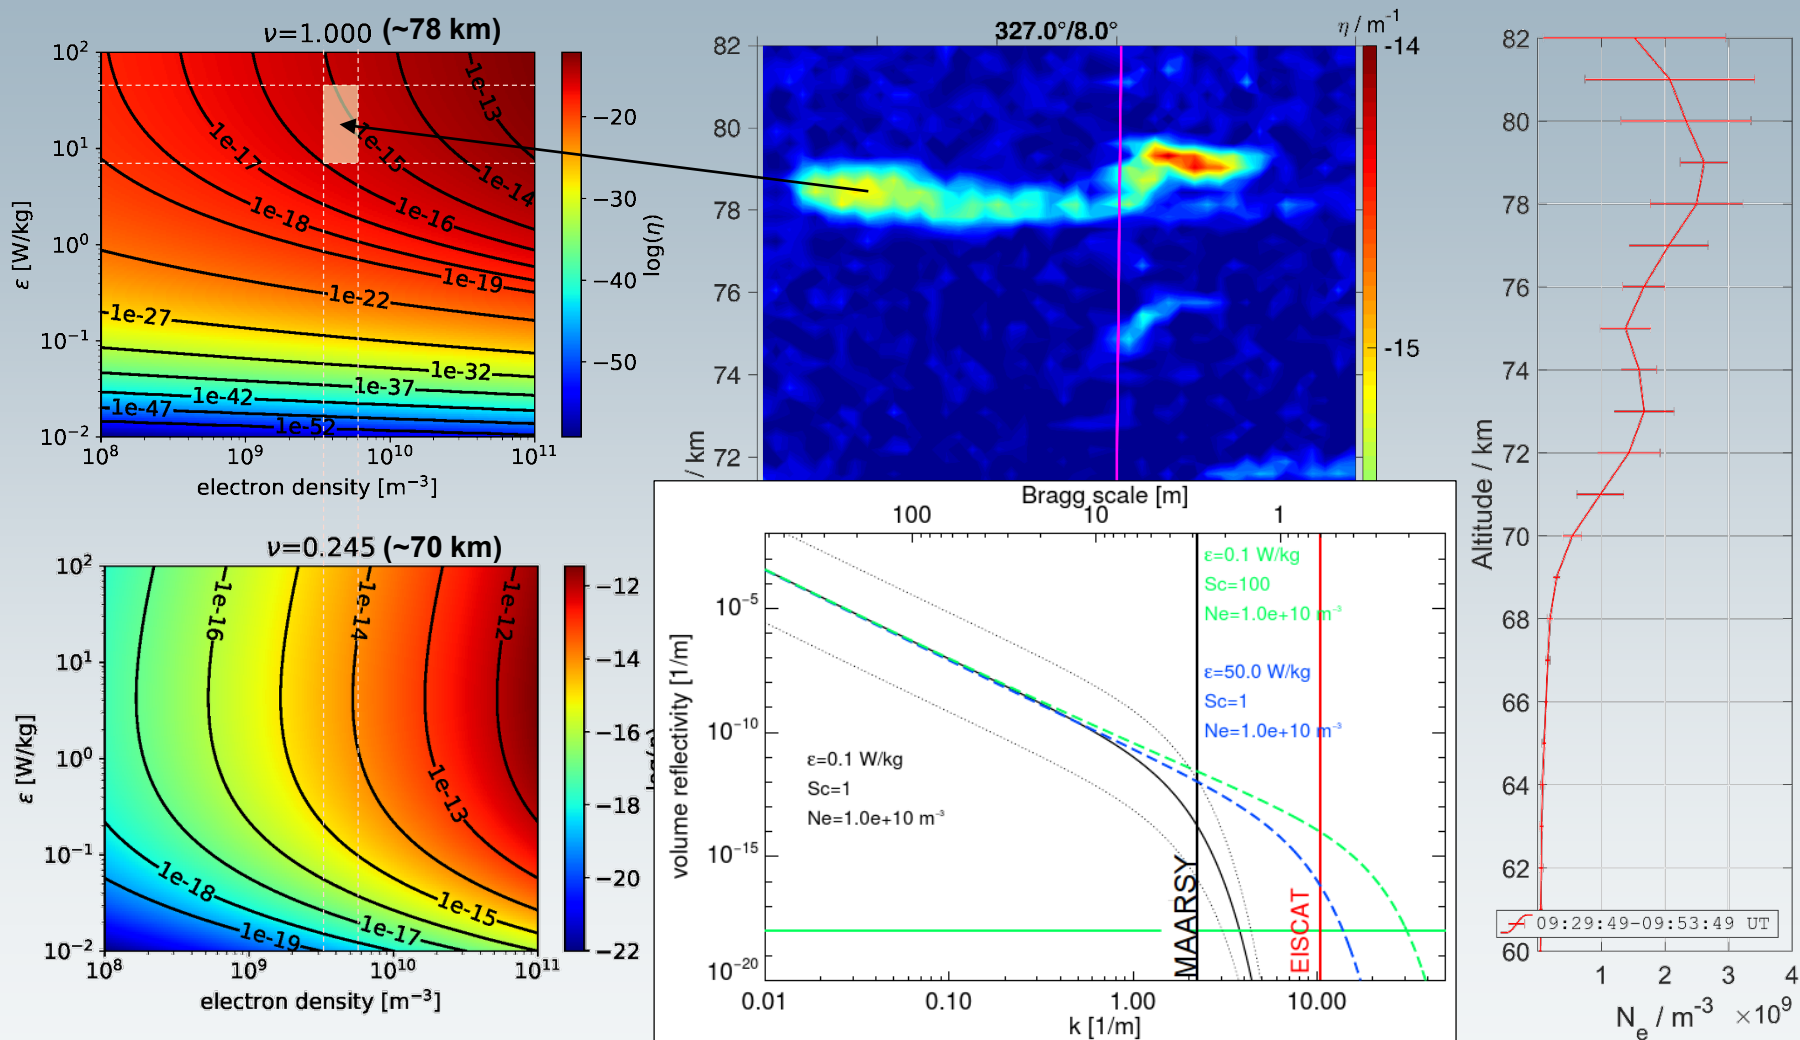 ν=1.000 (~78 km)
10²
10¹
10⁰
10⁻¹
10⁻²
ε [W/kg]
1e-13
1e-17
1e-15
1e-14
1e-18
1e-16
1e-19
1e-22
1e-27
1e-32
1e-37
1e-42
1e-47
1e-52
10⁸
10⁹
10¹⁰
10¹¹
electron density [m⁻³]
−20
−30
−40
−50
log(η)
ν=0.245 (~70 km)
10²
10¹
10⁰
10⁻¹
10⁻²
ε [W/kg]
1e-16
1e-14
1e-12
1e-13
1e-18
1e-15
1e-17
1e-19
10⁸
10⁹
10¹⁰
10¹¹
electron density [m⁻³]
−12
−14
−16
−18
−20
−22
327.0°/8.0°
η / m⁻¹
82
80
78
76
74
72
/ km
-14
-15
Bragg scale [m]
100
10
1
ε=0.1 W/kg
Sc=100
Ne=1.0e+10 m⁻³
ε=50.0 W/kg
Sc=1
Ne=1.0e+10 m⁻³
ε=0.1 W/kg
Sc=1
Ne=1.0e+10 m⁻³
MAARSY
EISCAT
volume reflectivity [1/m]
10⁻⁵
10⁻¹⁰
10⁻¹⁵
10⁻²⁰
0.01
0.10
1.00
10.00
k [1/m]
82
80
78
76
74
72
70
68
66
64
62
60
Altitude / km
09:29:49-09:53:49 UT
1
2
3
4
Nₑ / m⁻³ ×10⁹